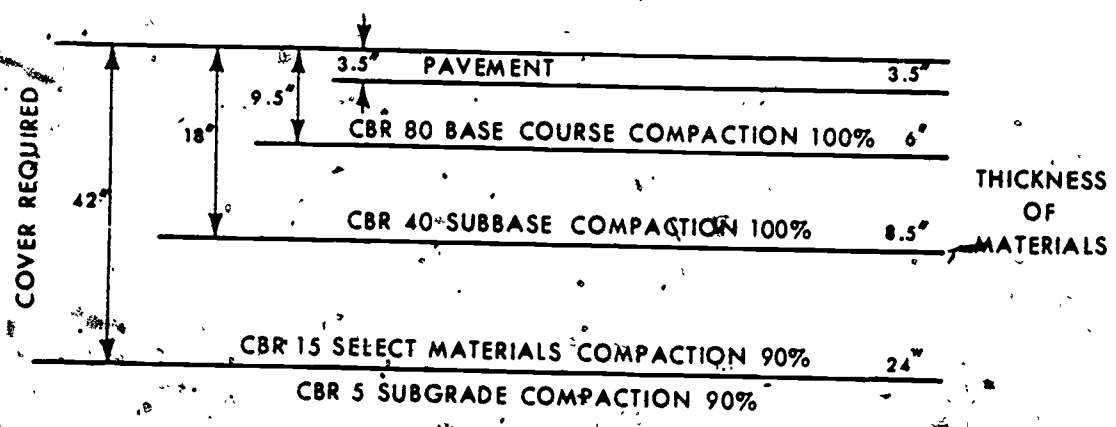 3.5" PAVEMENT 3.5"
9.5"
CBR 80 BASE COURSE COMPACTION 100% 6"
18"
THICKNESS
OF
MATERIALS
COVER REQUIRED
42"
CBR 40 SUBBASE COMPACTION 100% 8.5"
CBR 15 SELECT MATERIALS COMPACTION 90% 24"
CBR 5 SUBGRADE COMPACTION 90%